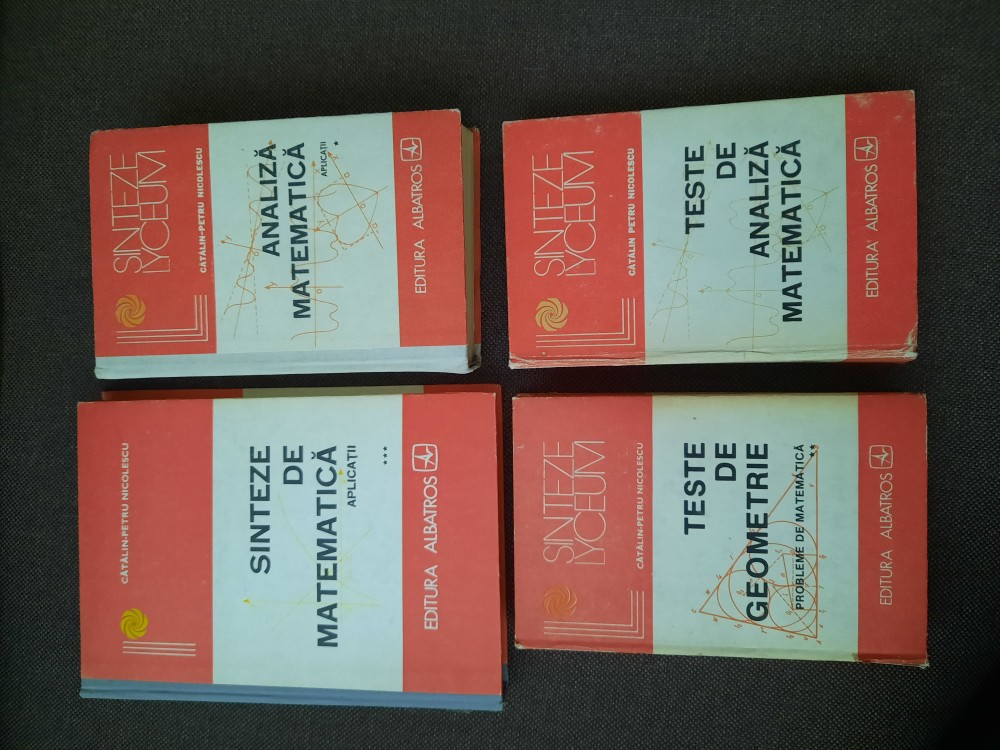 SINTEZE
LYCEUM
CĂTĂLIN-PETRU NICOLESCU
ANALIZĂ
MATEMATICĂ
APLICAȚII
*
EDITURA ALBATROS
SINTEZE
LYCEUM
CĂTĂLIN PETRU NICOLESCU
TESTE
DE
ANALIZĂ
MATEMATICĂ
EDITURA ALBATROS
CĂTĂLIN-PETRU NICOLESCU
SINTEZE
DE
MATEMATICĂ
APLICAȚII
***
EDITURA ALBATROS
SINTEZE
LYCEUM
CĂTĂLIN-PETRU NICOLESCU
TESTE
DE
GEOMETRIE
PROBLEME DE MATEMATICĂ
**
EDITURA ALBATROS